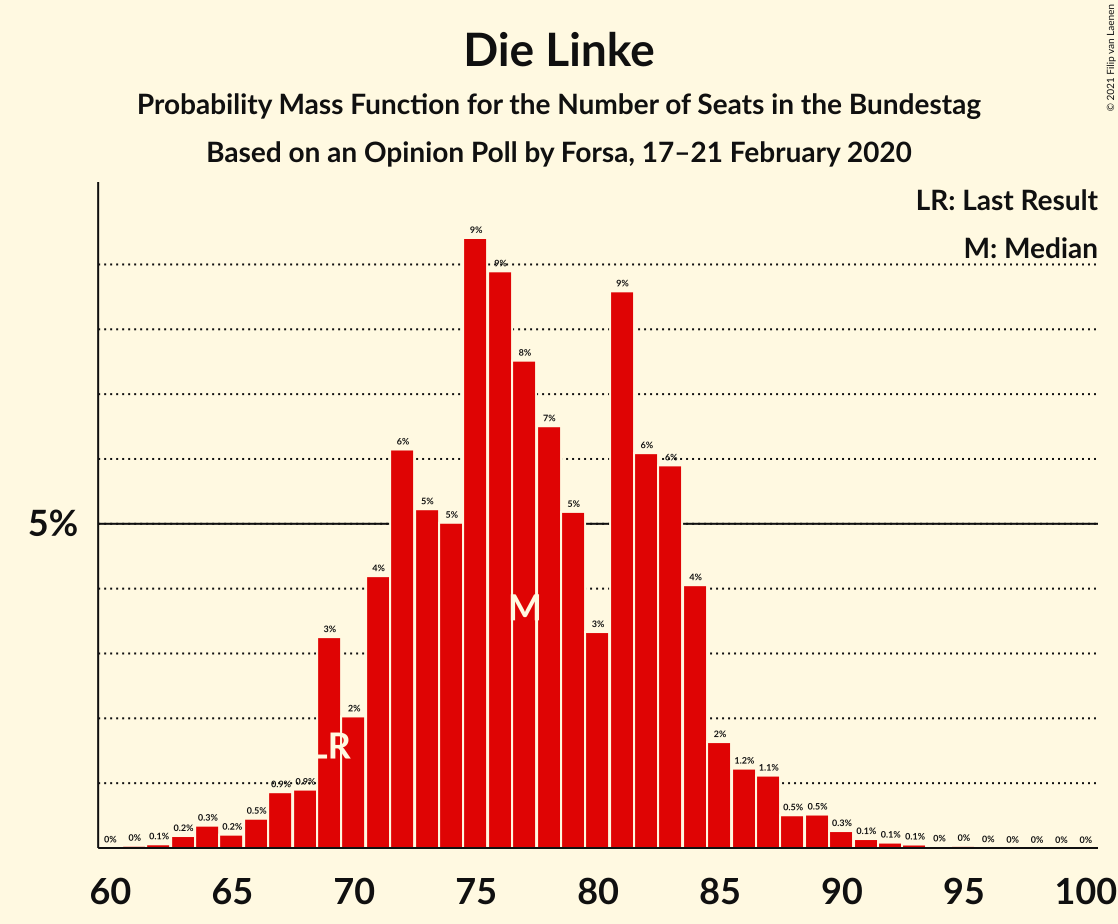 Die Linke
Probability Mass Function for the Number of Seats in the Bundestag
Based on an Opinion Poll by Forsa, 17–21 February 2020
© 2021 Filip van Laenen
LR: Last Result
M: Median
5%
0% 0% 0.1% 0.2% 0.3% 0.2% 0.5% 0.9% 0.9% 3% 2% 4% 6% 5% 5% 9% 9% 8% 7% 5% 3% 9% 6% 6% 4% 2% 1.2% 1.1% 0.5% 0.5% 0.3% 0.1% 0.1% 0.1% 0% 0% 0% 0% 0% 0% 0%
M
LR
60 65 70 75 80 85 90 95 100